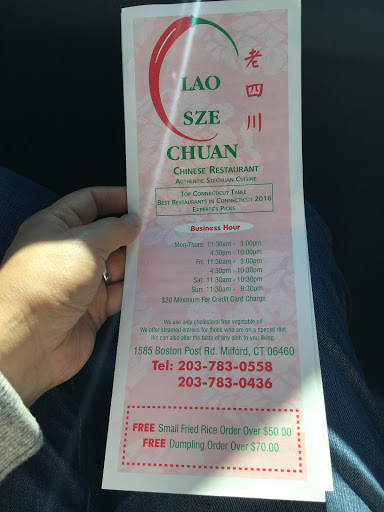 LAO
SZE
CHUAN
老四川
CHINESE RESTAURANT
AUTHENTIC SZECHUAN CUISINE
TOP CONNECTICUT TABLE
BEST RESTAURANTS IN CONNECTICUT 2016
EXPERTS'S PICKS
Business Hour
Mon-Thure: 11:30am - 3:00pm
4:30pm - 10:00pm
Fri: 11:30am - 3:00pm
4:30pm - 10:30pm
Sat: 11:30am - 10:30pm
Sun: 11:30am - 9:30pm
$20 Minimum For Credit Card Charge
We use only cholesterol free vegetable oil
We offer steamed entrees for those who are on a special diet.
We can also alter the taste of any dish to you liking.
1585 Boston Post Rd. Milford, CT 06460
Tel: 203-783-0558
203-783-0436
FREE Small Fried Rice Order Over $50.00
FREE Dumpling Order Over $70.00